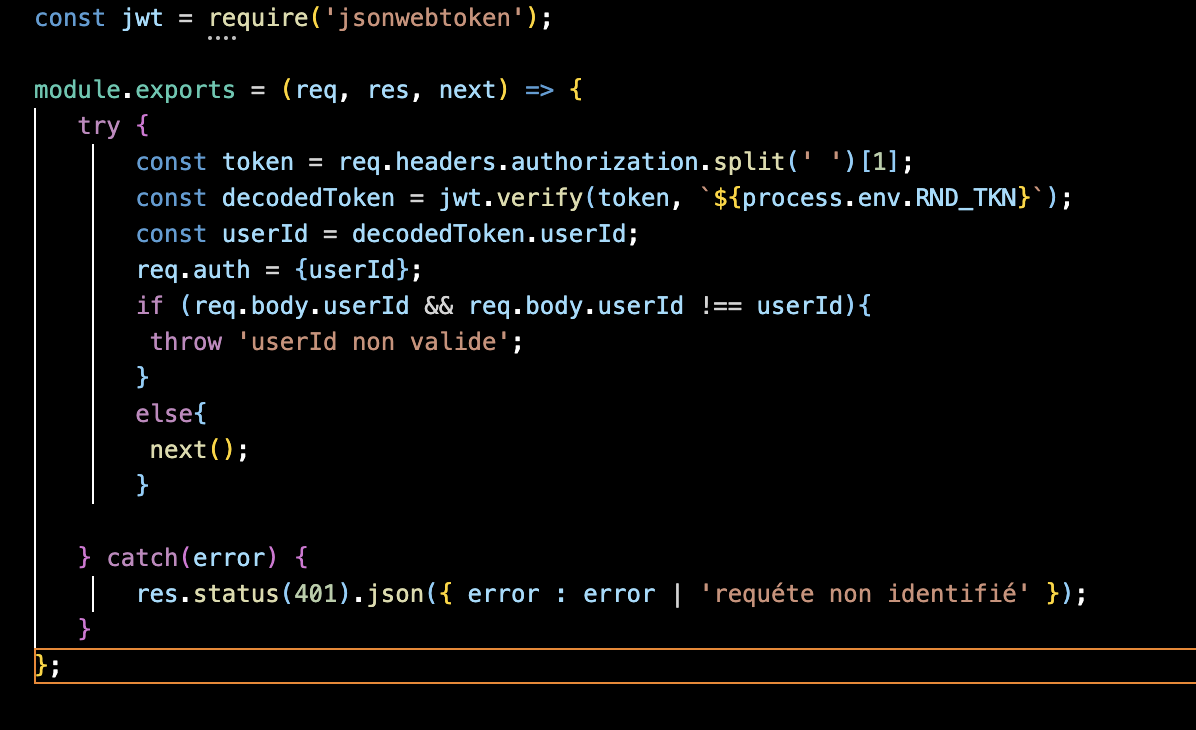 const jwt = require('jsonwebtoken');
module.exports = (req, res, next) => {
try {
const token = req.headers.authorization.split(' ')[1];
const decodedToken = jwt.verify(token, `${process.env.RND_TKN}`);
const userId = decodedToken.userId;
req.auth = {userId};
if (req.body.userId && req.body.userId !== userId){
throw 'userId non valide';
}
else{
next();
}
} catch(error) {
res.status(401).json({ error : error | 'requéte non identifié' });
}
};